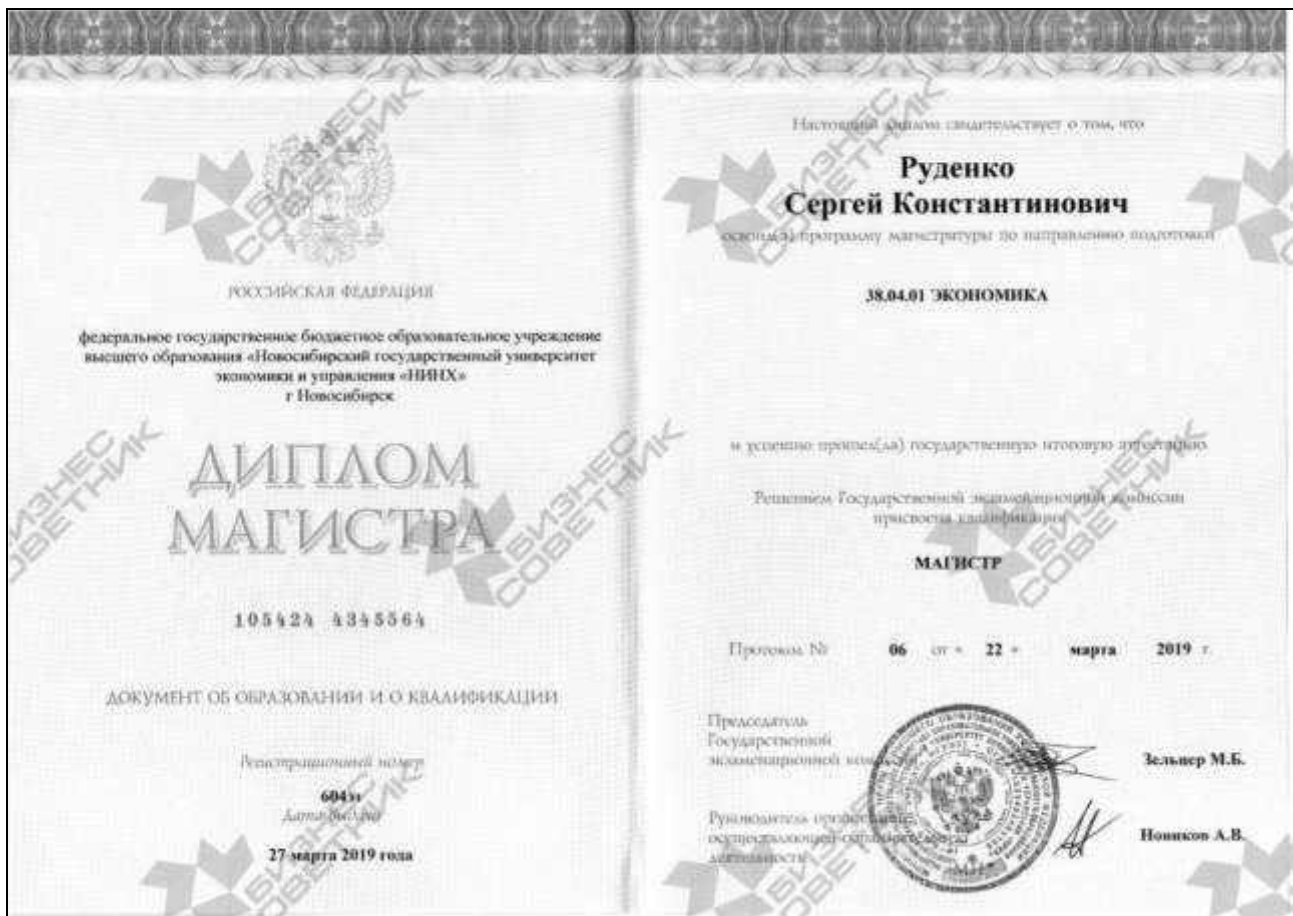 РОССИЙСКАЯ ФЕДЕРАЦИЯ
федеральное государственное бюджетное образовательное учреждение
высшего образования «Новосибирский государственный университет
экономики и управления «НИНХ»
г Новосибирск
ДИПЛОМ
МАГИСТРА
105424 4345564
ДОКУМЕНТ ОБ ОБРАЗОВАНИИ И О КВАЛИФИКАЦИИ
Регистрационный номер
Дата выдачи
27 марта 2019 года
Настоящий диплом свидетельствует о том, что
Руденко
Сергей Константинович
освоил(а) программу магистратуры по направлению подготовки
38.04.01 ЭКОНОМИКА
и успешно прошел(ла) государственную итоговую аттестацию
Решением Государственной экзаменационной комиссии
присвоена квалификация
МАГИСТР
Протокол № 06 от « 22 » марта 2019 г.
Председатель
Государственной
экзаменационной комиссии
Зельцер М.Б.
Руководитель организации,
осуществляющей образовательную
деятельность
Новиков А.В.
БИЗНЕС
СОВЕТНИК